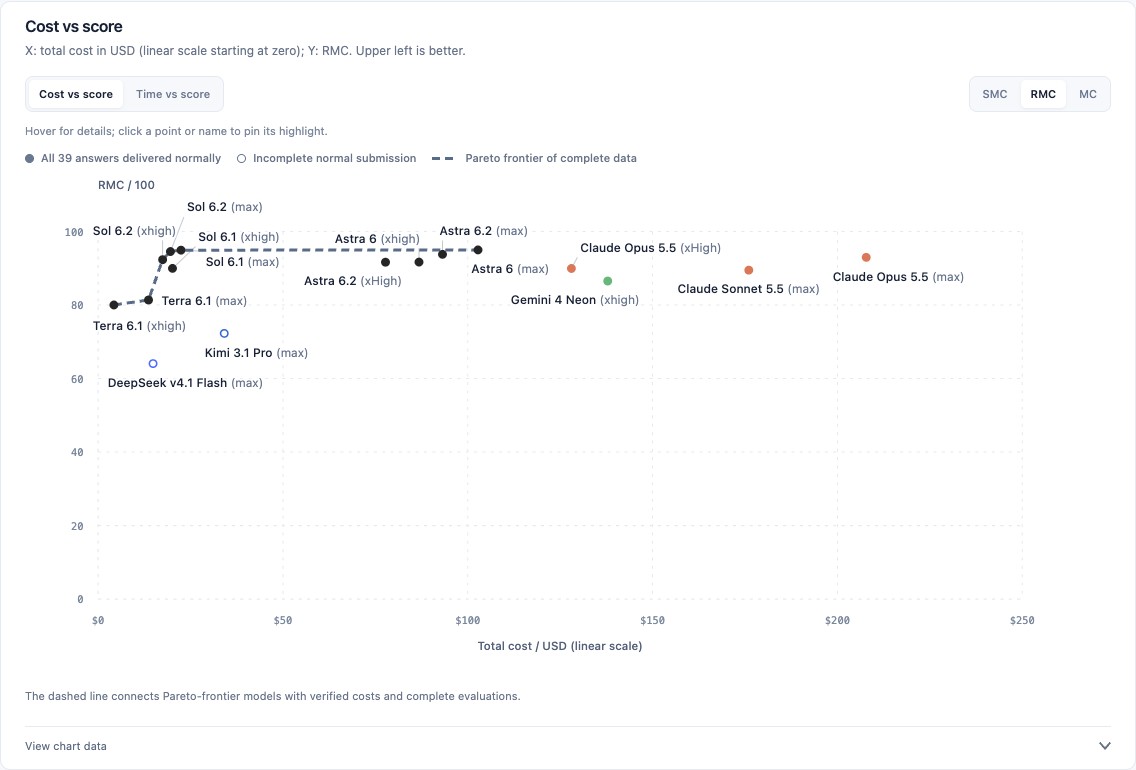 Cost vs score
X: total cost in USD (linear scale starting at zero); Y: RMC. Upper left is better.
Cost vs score
Time vs score
SMC
RMC
MC
Hover for details; click a point or name to pin its highlight.
All 39 answers delivered normally
Incomplete normal submission
Pareto frontier of complete data
RMC / 100
Sol 6.2 (max)
Sol 6.2 (xhigh)
Sol 6.1 (xhigh)
Astra 6 (xhigh)
Astra 6.2 (max)
Claude Opus 5.5 (xHigh)
Sol 6.1 (max)
Astra 6 (max)
Claude Opus 5.5 (max)
Astra 6.2 (xHigh)
Claude Sonnet 5.5 (max)
Terra 6.1 (max)
Gemini 4 Neon (xhigh)
Terra 6.1 (xhigh)
Kimi 3.1 Pro (max)
DeepSeek v4.1 Flash (max)
100
80
60
40
20
0
$0
$50
$100
$150
$200
$250
Total cost / USD (linear scale)
The dashed line connects Pareto-frontier models with verified costs and complete evaluations.
View chart data